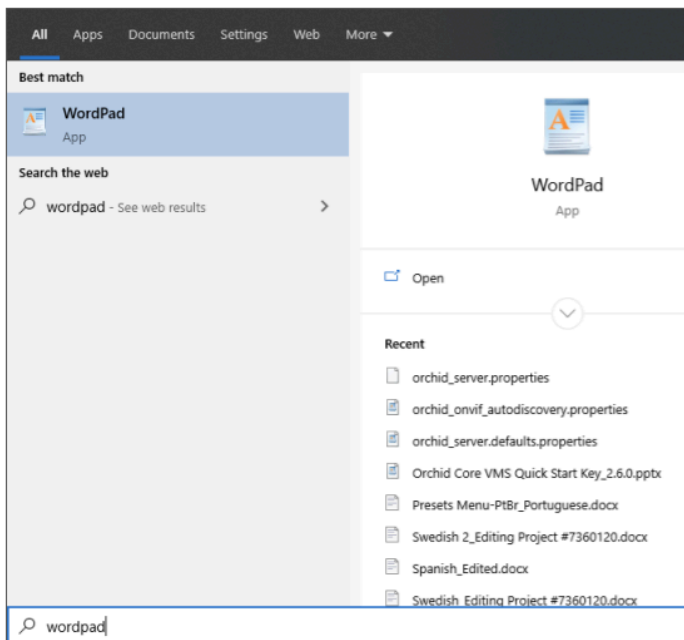 All Apps Documents Settings Web More
Best match
WordPad
App
Search the web
wordpad - See web results
WordPad
App
Open
Recent
orchid_server.properties
orchid_onvif_autodiscovery.properties
orchid_server.defaults.properties
Orchid Core VMS Quick Start Key_2.6.0.pptx
Presets Menu-PtBr_Portuguese.docx
Swedish 2_Editing Project #7360120.docx
Spanish_Edited.docx
Swedish Editing Project #7360120.docx
wordpad